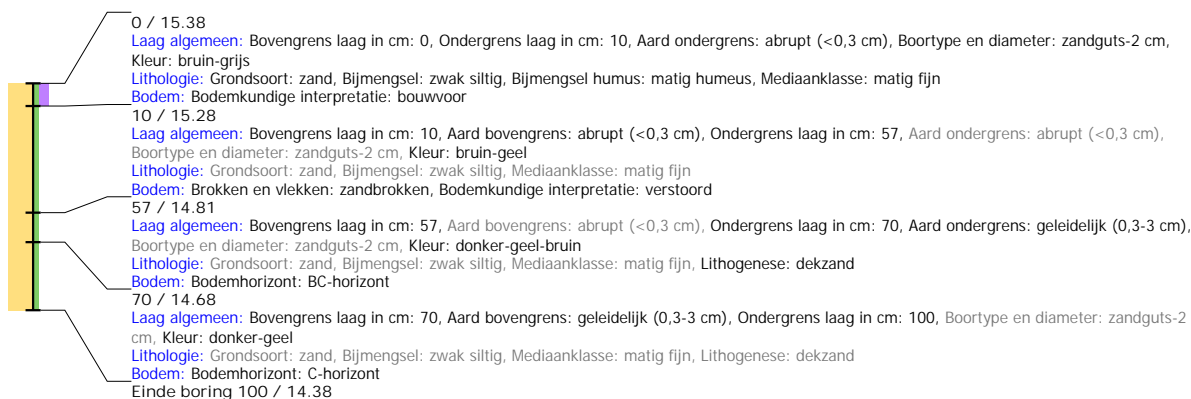 0 / 15.38
Laag algemeen: Bovengrens laag in cm: 0, Ondergrens laag in cm: 10, Aard ondergrens: abrupt (<0,3 cm), Boortype en diameter: zandguts-2 cm,
Kleur: bruin-grijs
Lithologie: Grondsoort: zand, Bijmengsel: zwak siltig, Bijmengsel humus: matig humeus, Mediaanklasse: matig fijn
Bodem: Bodemkundige interpretatie: bouwvoor
10 / 15.28
Laag algemeen: Bovengrens laag in cm: 10, Aard bovengrens: abrupt (<0,3 cm), Ondergrens laag in cm: 57, Aard ondergrens: abrupt (<0,3 cm),
Boortype en diameter: zandguts-2 cm, Kleur: bruin-geel
Lithologie: Grondsoort: zand, Bijmengsel: zwak siltig, Mediaanklasse: matig fijn
Bodem: Brokken en vlekken: zandbrokken, Bodemkundige interpretatie: verstoord
57 / 14.81
Laag algemeen: Bovengrens laag in cm: 57, Aard bovengrens: abrupt (<0,3 cm), Ondergrens laag in cm: 70, Aard ondergrens: geleidelijk (0,3-3 cm),
Boortype en diameter: zandguts-2 cm, Kleur: donker-geel-bruin
Lithologie: Grondsoort: zand, Bijmengsel: zwak siltig, Mediaanklasse: matig fijn, Lithogenese: dekzand
Bodem: Bodemhorizont: BC-horizont
70 / 14.68
Laag algemeen: Bovengrens laag in cm: 70, Aard bovengrens: geleidelijk (0,3-3 cm), Ondergrens laag in cm: 100, Boortype en diameter: zandguts-2
cm, Kleur: donker-geel
Lithologie: Grondsoort: zand, Bijmengsel: zwak siltig, Mediaanklasse: matig fijn, Lithogenese: dekzand
Bodem: Bodemhorizont: C-horizont
Einde boring 100 / 14.38